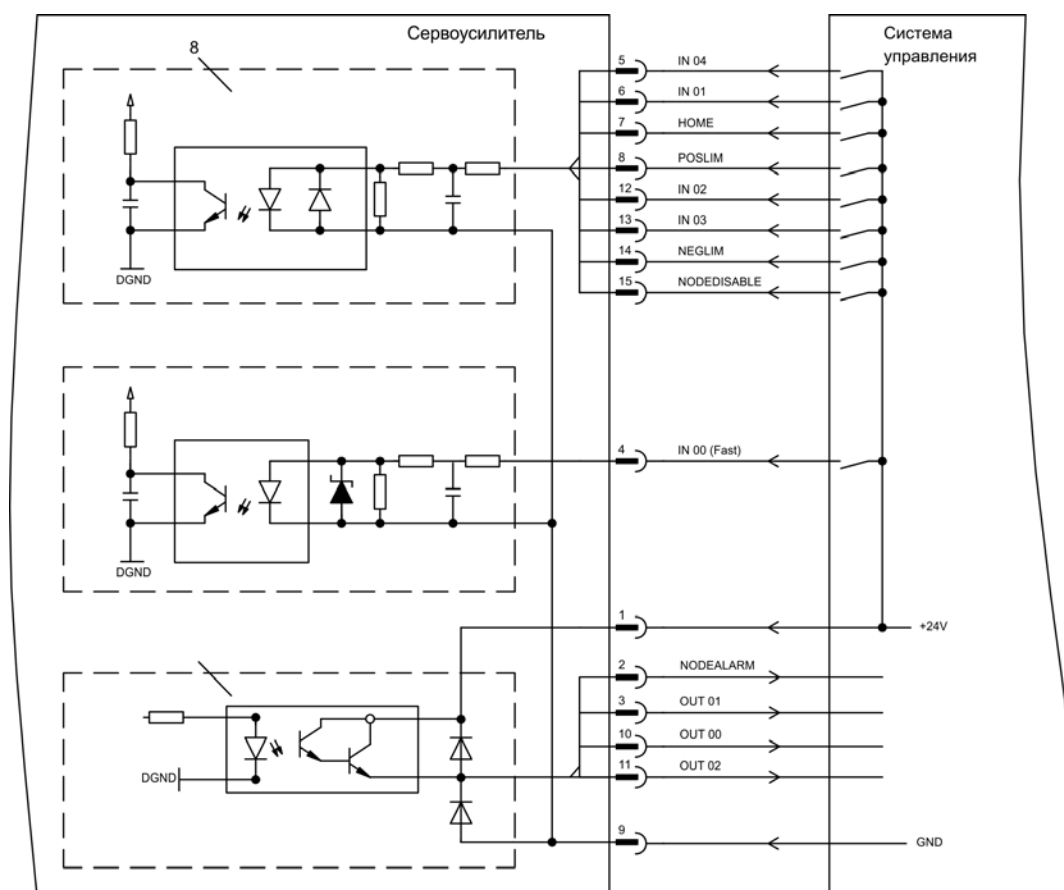 Сервоусилитель
Система
управления
8
5 IN 04
6 IN 01
7 HOME
8 POSLIM
12 IN 02
13 IN 03
14 NEGLIM
15 NODEDISABLE
DGND
4 IN 00 (Fast)
DGND
1 +24V
2 NODEALARM
3 OUT 01
10 OUT 00
11 OUT 02
DGND
9 GND